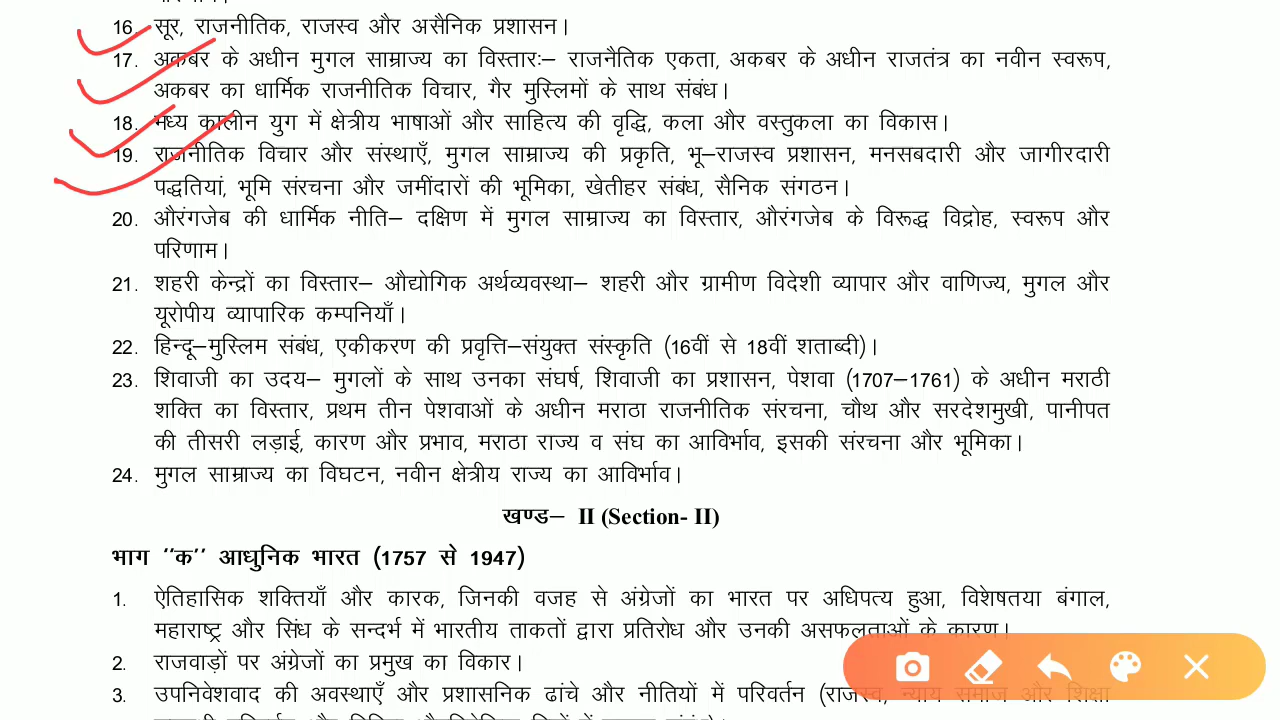 16. सूर, राजनीतिक, राजस्व और असैनिक प्रशासन।
17. अकबर के अधीन मुगल साम्राज्य का विस्तारः– राजनैतिक एकता, अकबर के अधीन राजतंत्र का नवीन स्वरूप,
अकबर का धार्मिक राजनीतिक विचार, गैर मुस्लिमों के साथ संबंध।
18. मध्य कालीन युग में क्षेत्रीय भाषाओं और साहित्य की वृद्धि, कला और वस्तुकला का विकास।
19. राजनीतिक विचार और संस्थाएँ, मुगल साम्राज्य की प्रकृति, भू–राजस्व प्रशासन, मनसबदारी और जागीरदारी
पद्धतियां, भूमि संरचना और जमींदारों की भूमिका, खेतीहर संबंध, सैनिक संगठन।
20. औरंगजेब की धार्मिक नीति– दक्षिण में मुगल साम्राज्य का विस्तार, औरंगजेब के विरूद्ध विद्रोह, स्वरूप और
परिणाम।
21. शहरी केन्द्रों का विस्तार– औद्योगिक अर्थव्यवस्था– शहरी और ग्रामीण विदेशी व्यापार और वाणिज्य, मुगल और
यूरोपीय व्यापारिक कम्पनियाँ।
22. हिन्दू–मुस्लिम संबंध, एकीकरण की प्रवृत्ति–संयुक्त संस्कृति (16वीं से 18वीं शताब्दी)।
23. शिवाजी का उदय– मुगलों के साथ उनका संघर्ष, शिवाजी का प्रशासन, पेशवा (1707–1761) के अधीन मराठी
शक्ति का विस्तार, प्रथम तीन पेशवाओं के अधीन मराठा राजनीतिक संरचना, चौथ और सरदेशमुखी, पानीपत
की तीसरी लड़ाई, कारण और प्रभाव, मराठा राज्य व संघ का आविर्भाव, इसकी संरचना और भूमिका।
24. मुगल साम्राज्य का विघटन, नवीन क्षेत्रीय राज्य का आविर्भाव।
खण्ड– II (Section- II)
भाग ''क'' आधुनिक भारत (1757 से 1947)
1. ऐतिहासिक शक्तियाँ और कारक, जिनकी वजह से अंग्रेजों का भारत पर अधिपत्य हुआ, विशेषतया बंगाल,
महाराष्ट्र और सिंध के सन्दर्भ में भारतीय ताकतों द्वारा प्रतिरोध और उनकी असफलताओं के कारण।
2. राजवाड़ों पर अंग्रेजों का प्रमुख का विकार।
3. उपनिवेशवाद की अवस्थाएँ और प्रशासनिक ढांचे और नीतियों में परिवर्तन (राजस्व, न्याय समाज और शिक्षा